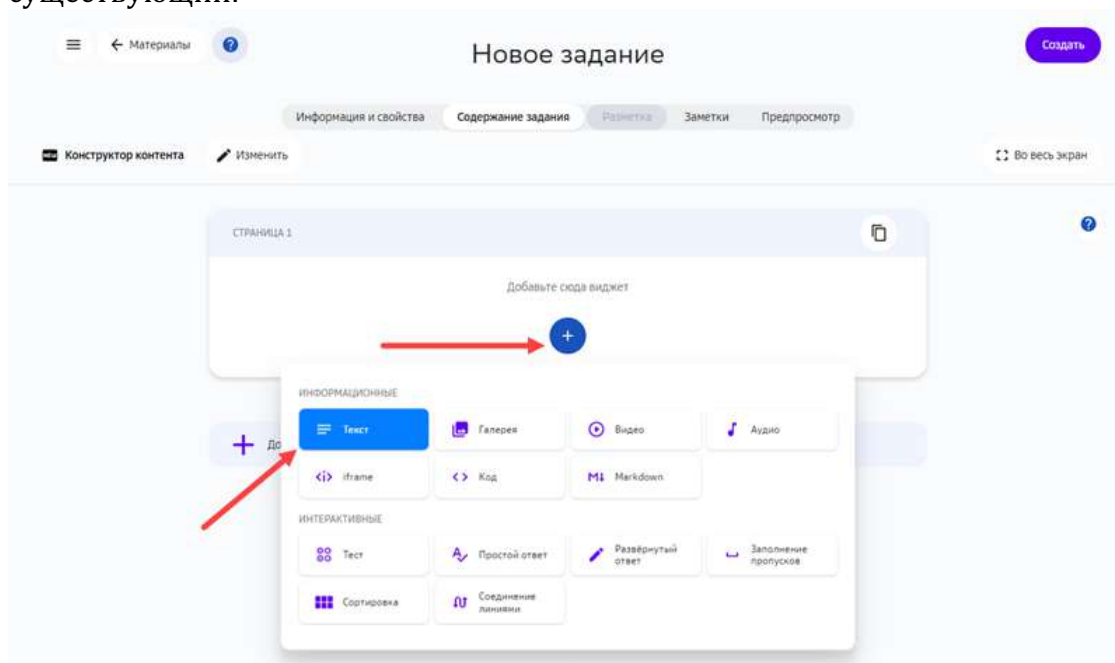 существующий.
Материалы
?
Новое задание
Создать
Информация и свойства Содержание задания Разметка Заметки Предпросмотр
Конструктор контента Изменить Во весь экран
СТРАНИЦА 1
?
Добавьте сюда виджет
+
ИНФОРМАЦИОННЫЕ
Текст Галерея Видео Аудио
iframe Код Markdown
ИНТЕРАКТИВНЫЕ
Тест Простой ответ Развёрнутый ответ Заполнение пропусков
Сортировка Соединение линиями